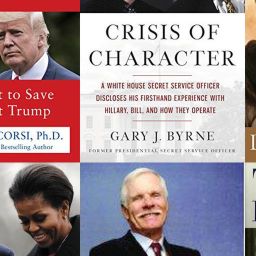 CRISIS OF
CHARACTER
A WHITE HOUSE SECRET SERVICE OFFICER
DISCLOSES HIS FIRSTHAND EXPERIENCE WITH
HILLARY, BILL, AND HOW THEY OPERATE
GARY J. BYRNE
FORMER PRESIDENTIAL SECRET SERVICE OFFICER
t to Save
t Trump
CORSI, Ph.D.
Bestselling Author